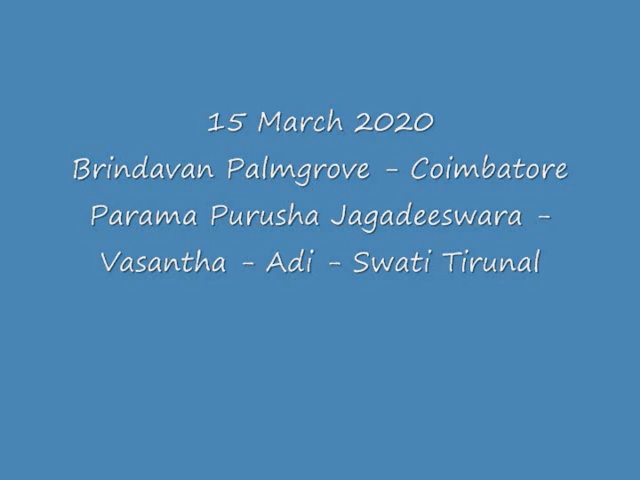 15 March 2020
Brindavan Palmgrove - Coimbatore
Parama Purusha Jagadeeswara -
Vasantha - Adi - Swati Tirunal